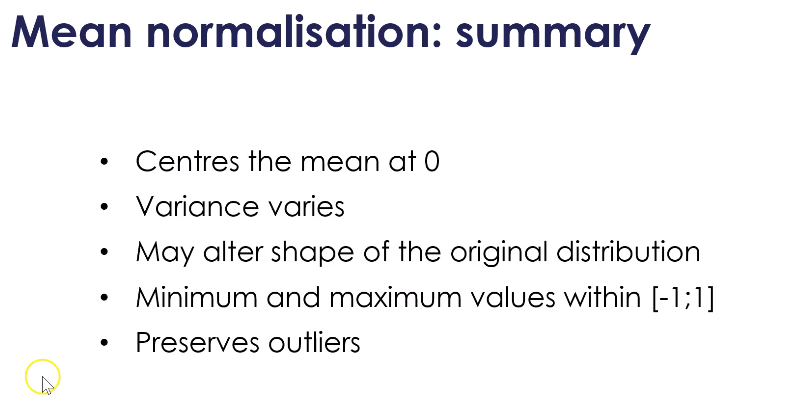 Mean normalisation: summary
• Centres the mean at 0
• Variance varies
• May alter shape of the original distribution
• Minimum and maximum values within [-1;1]
• Preserves outliers